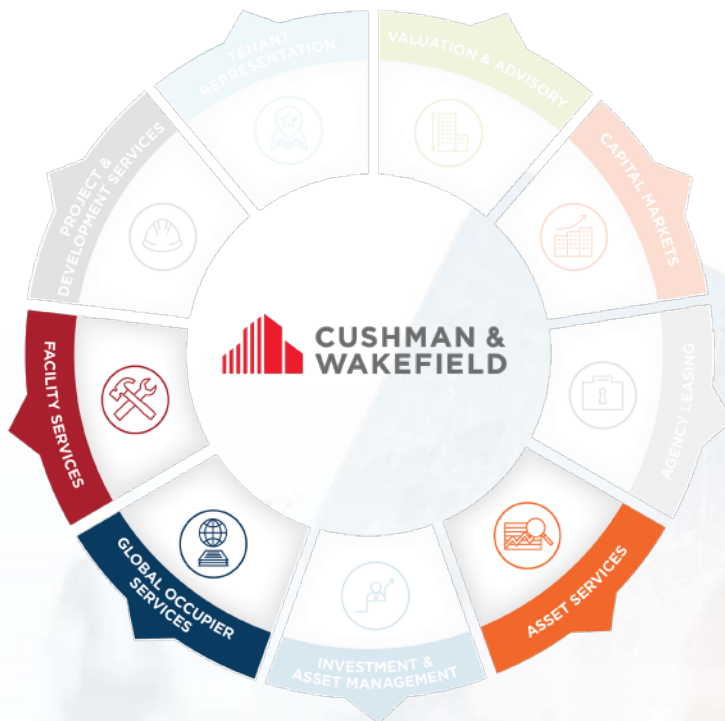 TENANT
REPRESENTATION
VALUATION & ADVISORY
CAPITAL MARKETS
AGENCY LEASING
ASSET SERVICES
INVESTMENT &
ASSET MANAGEMENT
GLOBAL OCCUPIER
SERVICES
FACILITY SERVICES
PROJECT &
DEVELOPMENT SERVICES
CUSHMAN &
WAKEFIELD